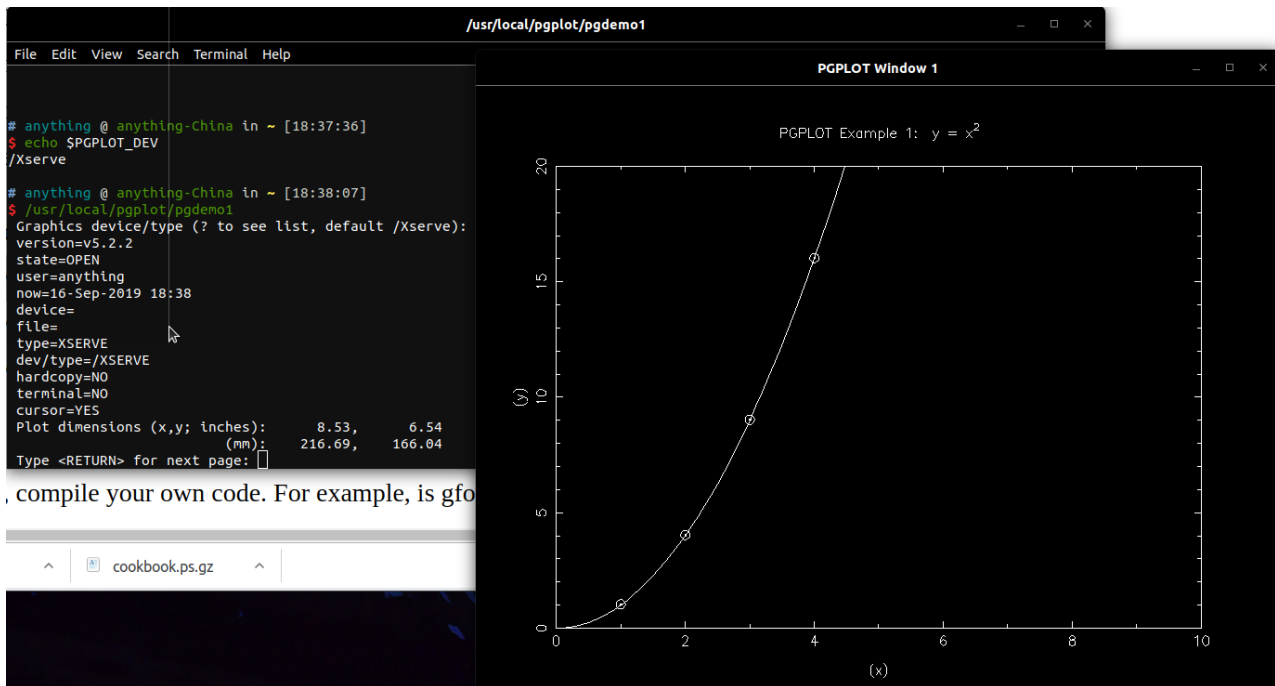 /usr/local/pgplot/pgdemo1
File Edit View Search Terminal Help
# anything @ anything-China in ~ [18:37:36]
$ echo $PGPLOT_DEV
/Xserve
# anything @ anything-China in ~ [18:38:07]
$ /usr/local/pgplot/pgdemo1
Graphics device/type (? to see list, default /Xserve):
version=v5.2.2
state=OPEN
user=anything
now=16-Sep-2019 18:38
device=
file=
type=XSERVE
dev/type=/XSERVE
hardcopy=NO
terminal=NO
cursor=YES
Plot dimensions (x,y; inches): 8.53, 6.54
(mm): 216.69, 166.04
Type <RETURN> for next page:
, compile your own code. For example, is gfo
cookbook.ps.gz
PGPLOT Window 1
PGPLOT Example 1: y = x²
20
15
10
5
0
(y)
0 2 4 6 8 10
(x)